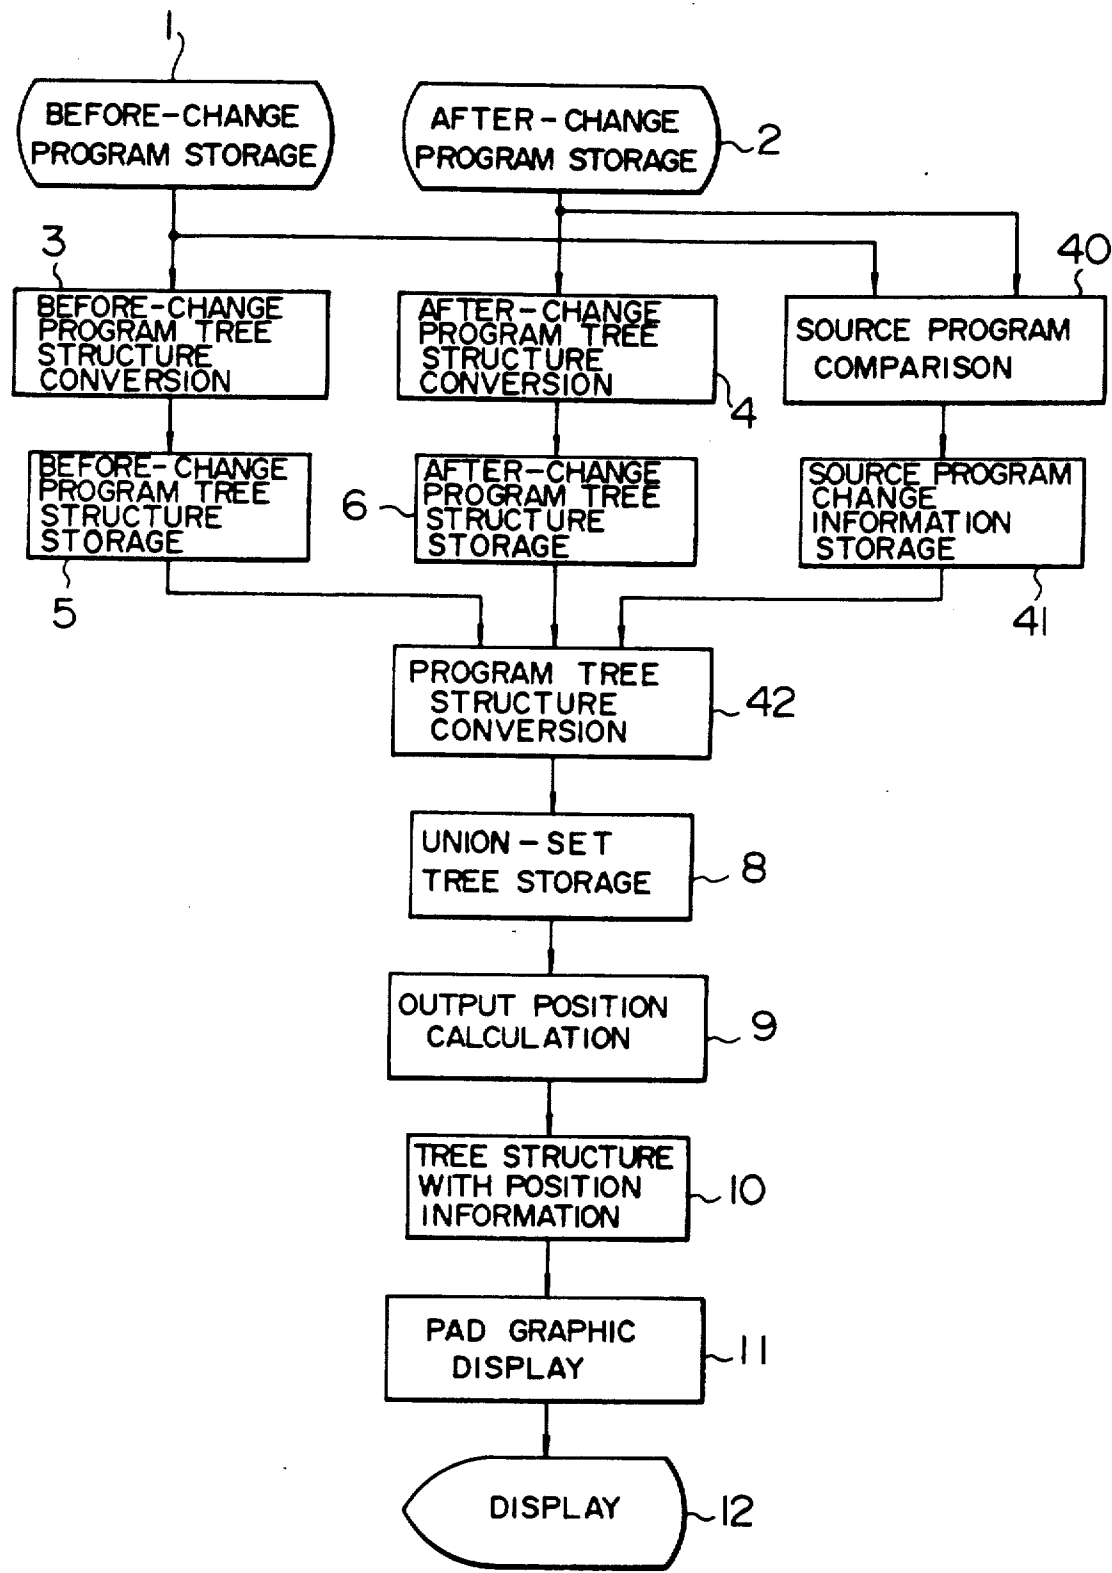 1
BEFORE-CHANGE
PROGRAM STORAGE
AFTER-CHANGE
PROGRAM STORAGE
2
3
BEFORE-CHANGE
PROGRAM TREE
STRUCTURE
CONVERSION
AFTER-CHANGE
PROGRAM TREE
STRUCTURE
CONVERSION
4
40
SOURCE PROGRAM
COMPARISON
BEFORE-CHANGE
PROGRAM TREE
STRUCTURE
STORAGE
5
6
AFTER-CHANGE
PROGRAM TREE
STRUCTURE
STORAGE
SOURCE PROGRAM
CHANGE
INFORMATION
STORAGE
41
PROGRAM TREE
STRUCTURE
CONVERSION
42
UNION-SET
TREE STORAGE
8
OUTPUT POSITION
CALCULATION
9
TREE STRUCTURE
WITH POSITION
INFORMATION
10
PAD GRAPHIC
DISPLAY
11
DISPLAY
12